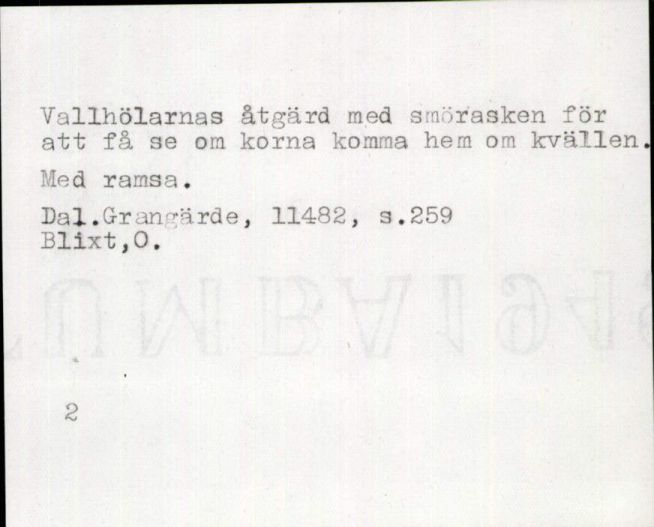 Vallhölarnas åtgärd med smörasken för
att få se om korna komma hem om kvällen.
Med ramsa.
Dal.Grangärde, 11482, s.259
Blixt,O.
2